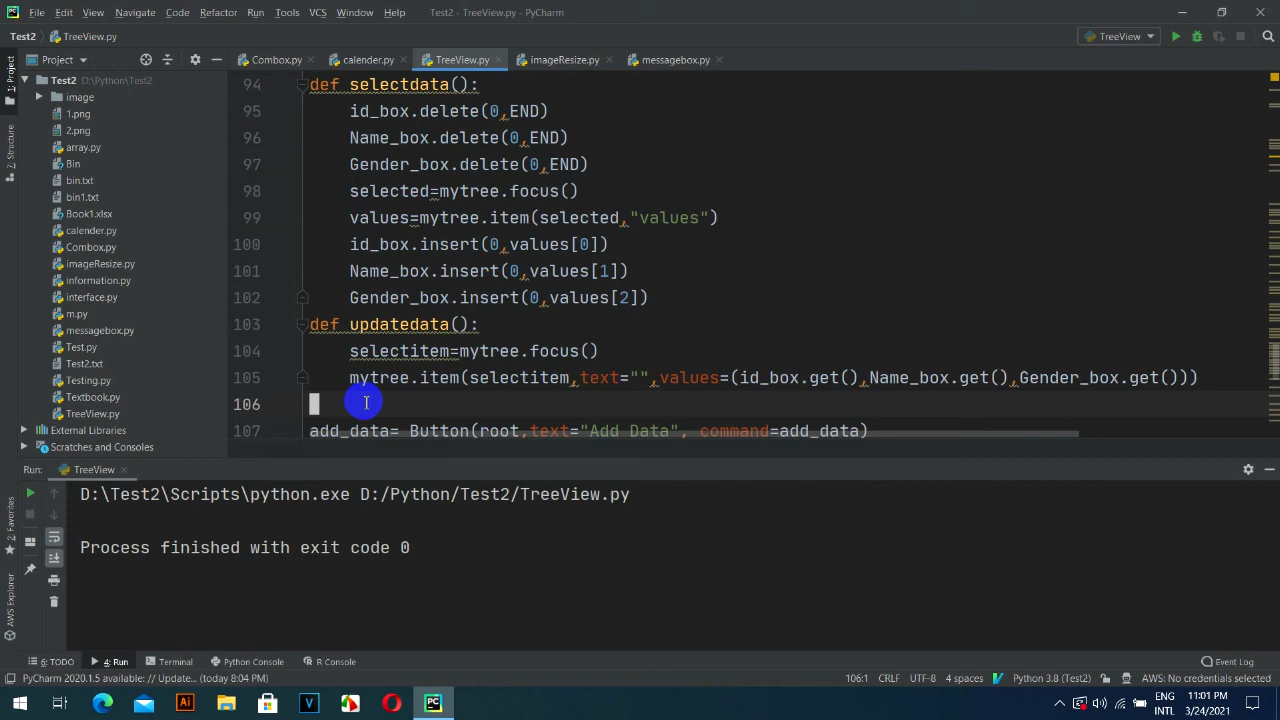 PC File Edit View Navigate Code Refactor Run Tools VCS Window Help Test2 - TreeView.py - PyCharm
Test2 TreeView.py TreeView
Project Combox.py calender.py TreeView.py imageResize.py messagebox.py
1: Project
7: Structure
2: Favorites
AWS Explorer
Test2 D:\Python\Test2
image
1.png
2.png
array.py
Bin
bin.txt
bin1.txt
Book1.xlsx
calender.py
Combox.py
imageResize.py
information.py
interface.py
m.py
messagebox.py
Test.py
Test2.txt
Testing.py
Textbook.py
TreeView.py
External Libraries
Scratches and Consoles
94 def selectdata():
95 id_box.delete(0,END)
96 Name_box.delete(0,END)
97 Gender_box.delete(0,END)
98 selected=mytree.focus()
99 values=mytree.item(selected,"values")
100 id_box.insert(0,values[0])
101 Name_box.insert(0,values[1])
102 Gender_box.insert(0,values[2])
103 def updatedata():
104 selectitem=mytree.focus()
105 mytree.item(selectitem,text="",values=(id_box.get(),Name_box.get(),Gender_box.get()))
106
107 add_data= Button(root,text="Add Data", command=add_data)
Run: TreeView
D:\Test2\Scripts\python.exe D:/Python/Test2/TreeView.py
Process finished with exit code 0
6: TODO 4: Run Terminal Python Console R Console Event Log
PyCharm 2020.1.5 available: // Update... (today 8:04 PM) 106:1 CRLF UTF-8 4 spaces Python 3.8 (Test2) AWS: No credentials selected
Ai V PC ENG 11:01 PM
INTL 3/24/2021